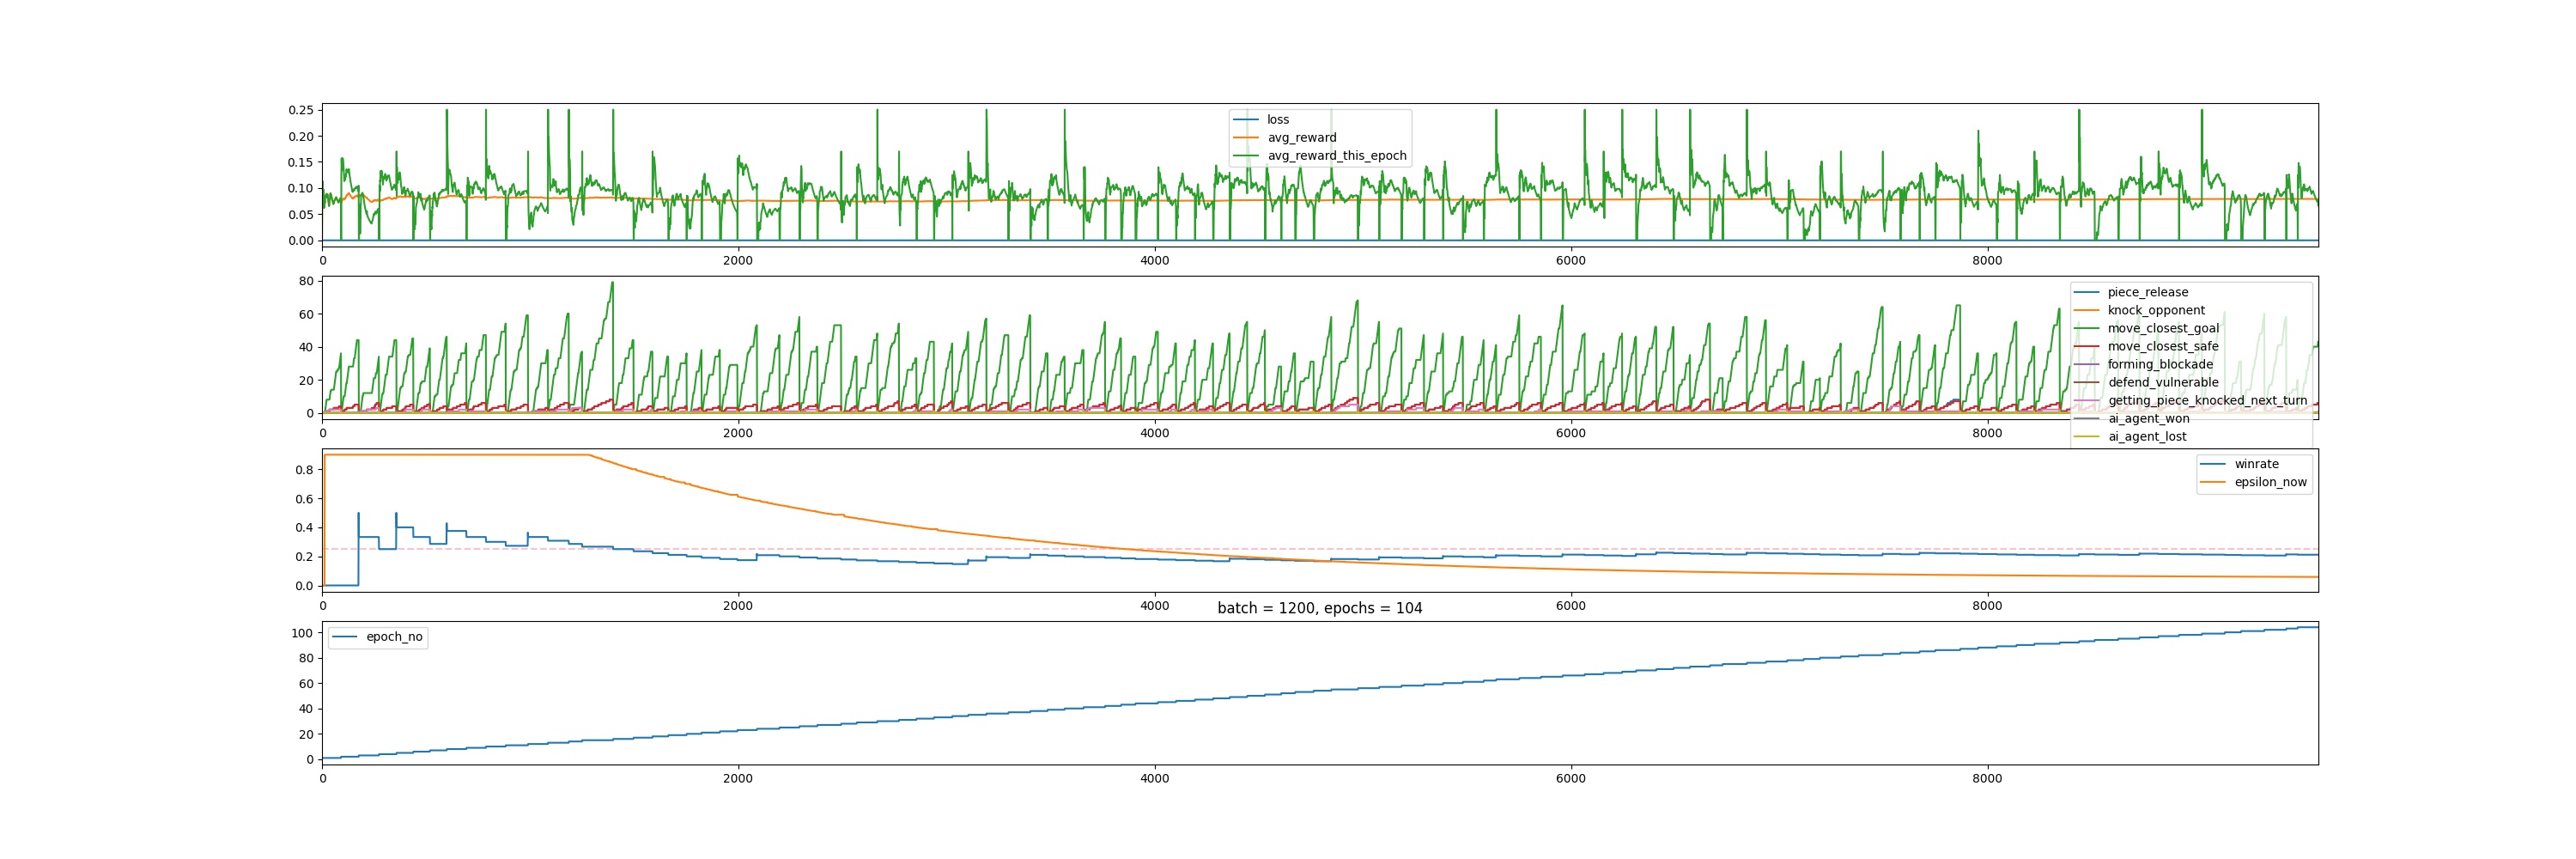 0.25
0.20
0.15
0.10
0.05
0.00
loss
avg_reward
avg_reward_this_epoch
0 2000 4000 6000 8000
80
60
40
20
0
piece_release
knock_opponent
move_closest_goal
move_closest_safe
forming_blockade
defend_vulnerable
getting_piece_knocked_next_turn
ai_agent_won
ai_agent_lost
0 2000 4000 6000 8000
0.8
0.6
0.4
0.2
0.0
winrate
epsilon_now
0 2000 4000 6000 8000
batch = 1200, epochs = 104
100
80
60
40
20
0
epoch_no
0 2000 4000 6000 8000